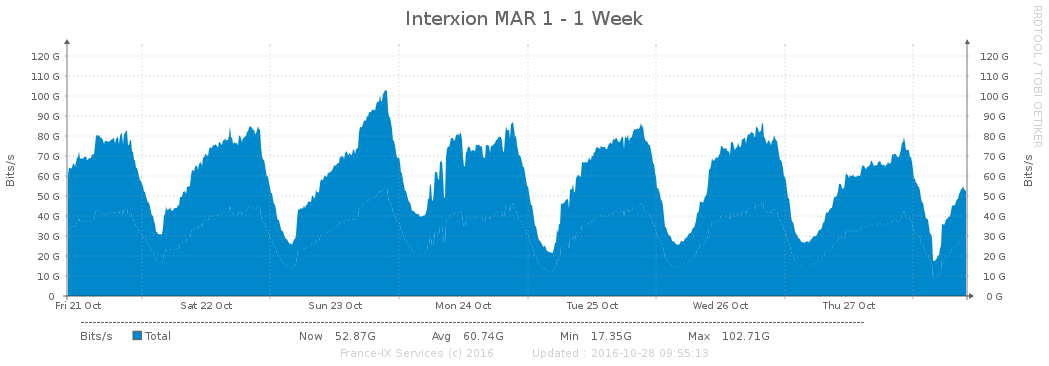 Interxion MAR 1 - 1 Week
RRDTOOL / TOBI OETIKER
Bits/s
120 G 120 G
110 G 110 G
100 G 100 G
90 G 90 G
80 G 80 G
70 G 70 G
60 G 60 G
50 G 50 G
40 G 40 G
30 G 30 G
20 G 20 G
10 G 10 G
0 0 G
Bits/s
Fri 21 Oct Sat 22 Oct Sun 23 Oct Mon 24 Oct Tue 25 Oct Wed 26 Oct Thu 27 Oct
Bits/s Total Now 52.87G Avg 60.74G Min 17.35G Max 102.71G
France-IX Services (c) 2016 Updated : 2016-10-28 09:55:13